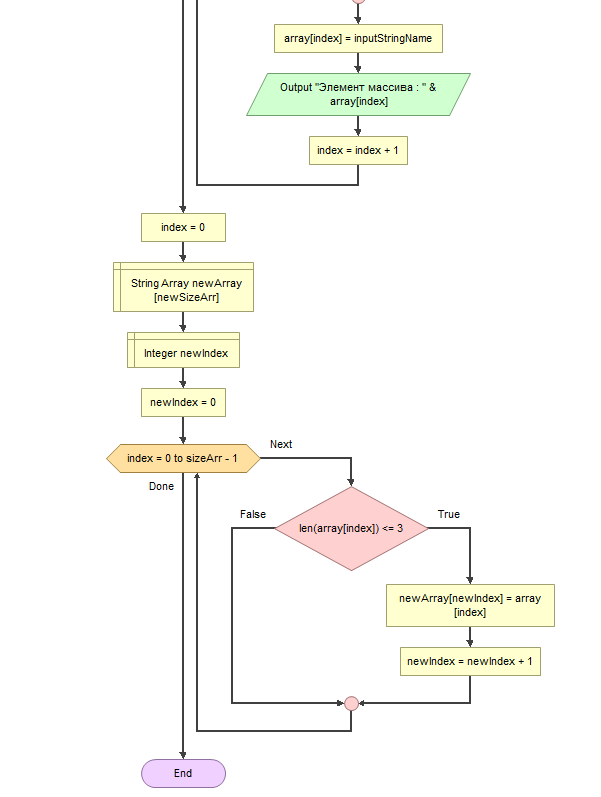 array[index] = inputStringName
Output "Элемент массива : " &
array[index]
index = index + 1
index = 0
String Array newArray
[newSizeArr]
Integer newIndex
newIndex = 0
index = 0 to sizeArr - 1
Next
Done
False
len(array[index]) <= 3
True
newArray[newIndex] = array
[index]
newIndex = newIndex + 1
End